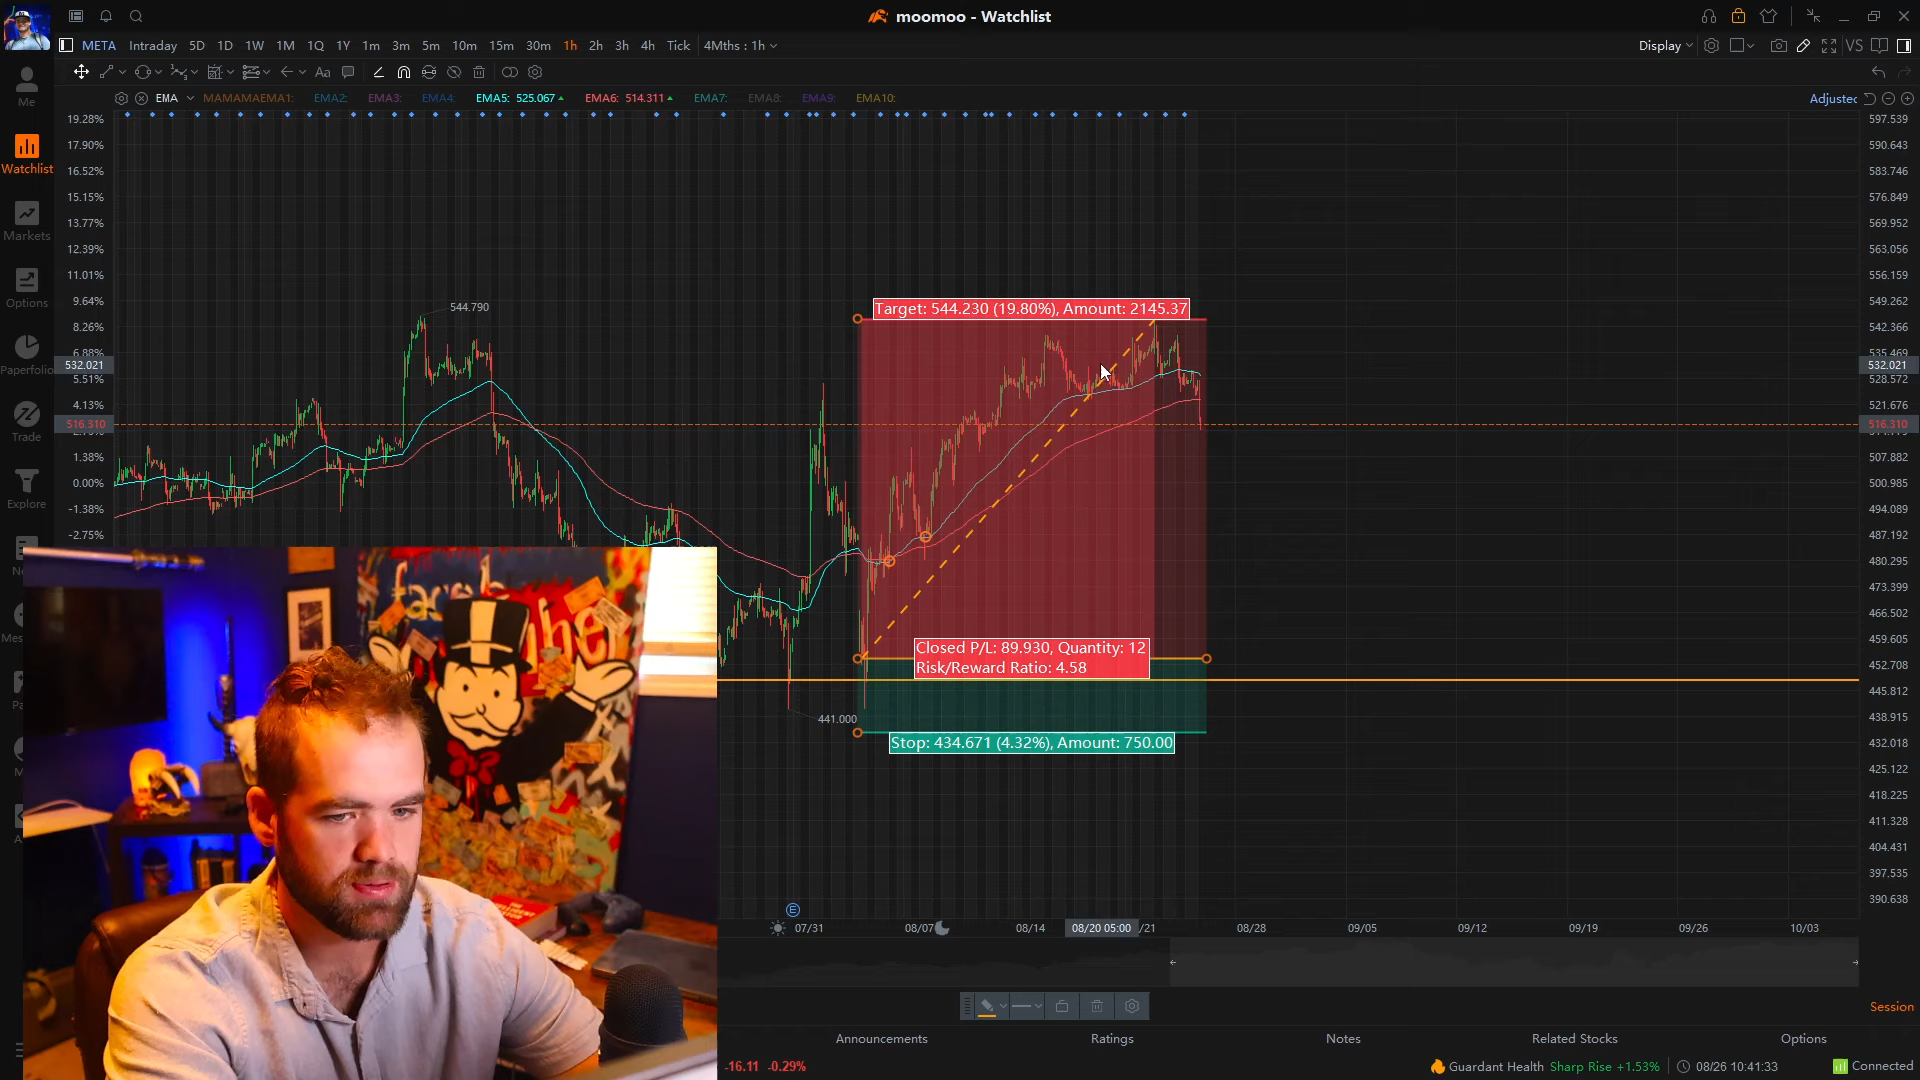 moomoo - Watchlist
META Intraday 5D 1D 1W 1M 1Q 1Y 1m 3m 5m 10m 15m 30m 1h 2h 3h 4h Tick 4Mths : 1h
Display VS
Aa
EMA MAMAMAEMA1: EMA2: EMA3: EMA4: EMA5: 525.067 EMA6: 514.311 EMA7: EMA8: EMA9: EMA10:
Adjusted
Me
Watchlist
Markets
Options
Paperfolio
Trade
Explore
19.28%
17.90%
16.52%
15.15%
13.77%
12.39%
11.01%
9.64%
8.26%
6.88%
532.021
5.51%
4.13%
516.310
1.38%
0.00%
-1.38%
-2.75%
544.790
Target: 544.230 (19.80%), Amount: 2145.37
Closed P/L: 89.930, Quantity: 12
Risk/Reward Ratio: 4.58
441.000
Stop: 434.671 (4.32%), Amount: 750.00
597.539
590.643
583.746
576.849
569.952
563.056
556.159
549.262
542.366
535.469
532.021
528.572
521.676
516.310
507.882
500.985
494.089
487.192
480.295
473.399
466.502
459.605
452.708
445.812
438.915
432.018
425.122
418.225
411.328
404.431
397.535
390.638
E
07/31 08/07 08/14 08/20 05:00 /21 08/28 09/05 09/12 09/19 09/26 10/03
Session
Announcements Ratings Notes Related Stocks Options
-16.11 -0.29%
Guardant Health Sharp Rise +1.53% 08/26 10:41:33 Connected